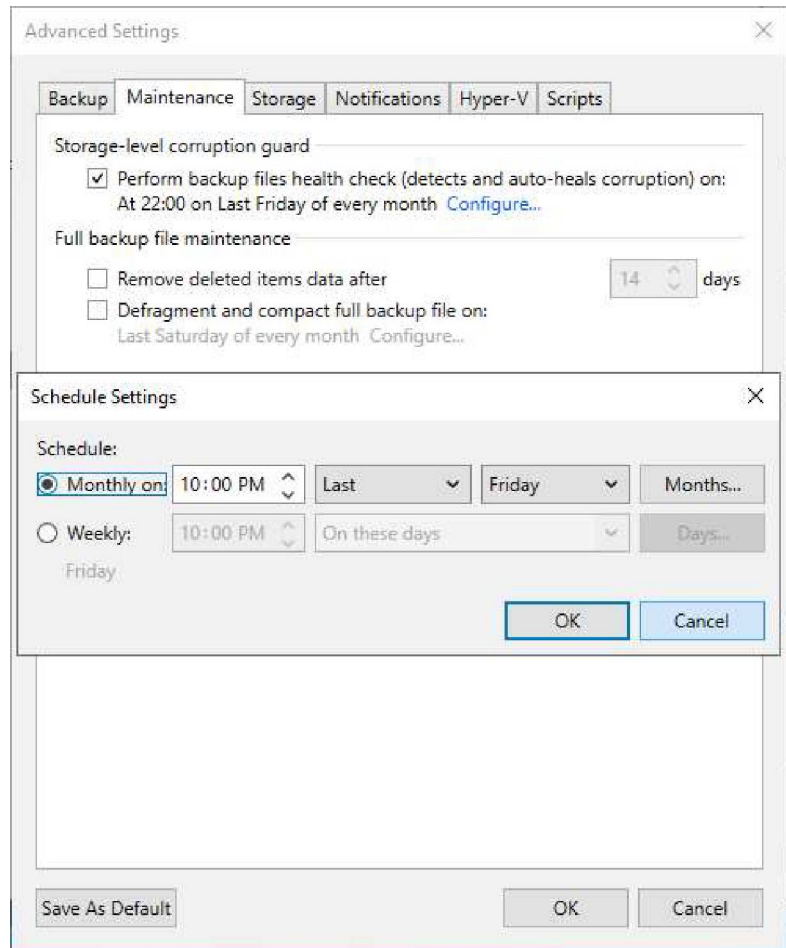 Advanced Settings
Backup Maintenance Storage Notifications Hyper-V Scripts
Storage-level corruption guard
Perform backup files health check (detects and auto-heals corruption) on:
At 22:00 on Last Friday of every month Configure...
Full backup file maintenance
Remove deleted items data after 14 days
Defragment and compact full backup file on:
Last Saturday of every month Configure...
Schedule Settings
Schedule:
Monthly on: 10:00 PM Last Friday Months...
Weekly: 10:00 PM On these days Days...
Friday
OK Cancel
Save As Default OK Cancel